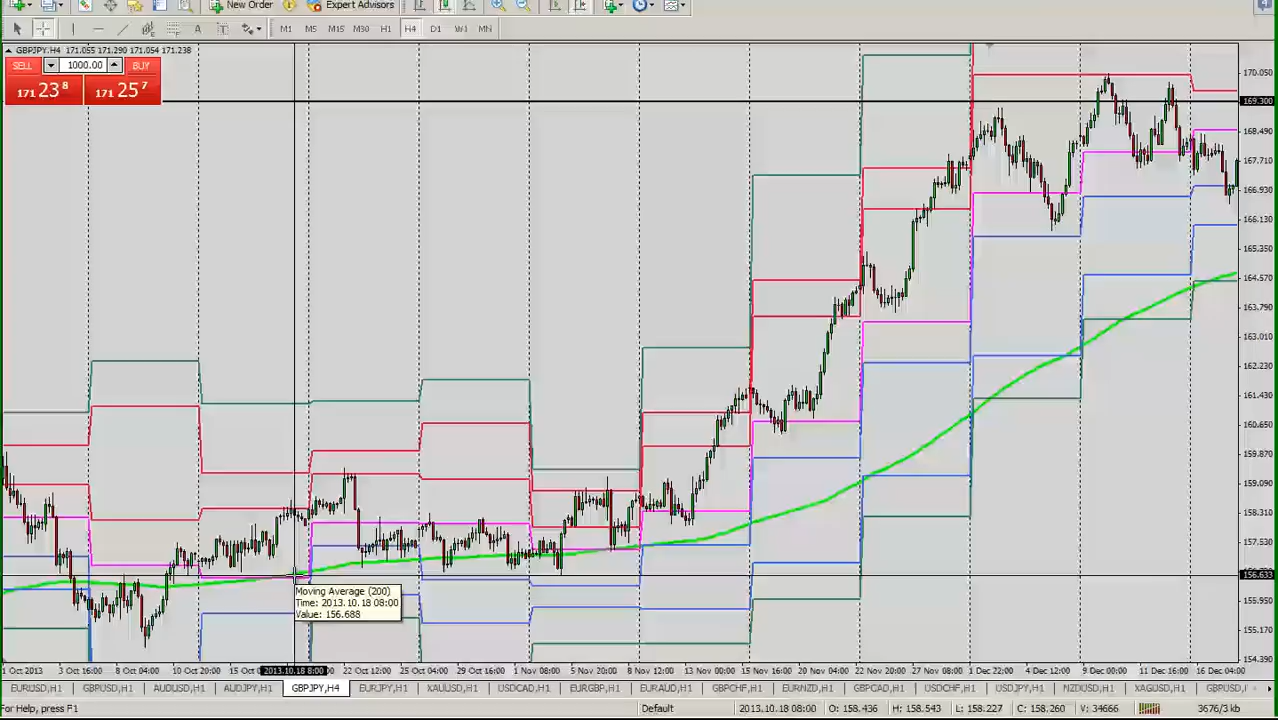 New Order
Expert Advisors
A T
M1 M5 M15 M30 H1 H4 D1 W1 MN
GBPJPY,H4 171.055 171.290 171.054 171.238
SELL 1000.00 BUY
171 23 8 171 25 7
170.050
169.300
168.490
167.710
166.930
166.130
165.350
164.570
163.790
163.010
162.230
161.430
160.650
159.870
159.090
158.310
157.530
156.633
155.950
155.170
154.390
Moving Average (200)
Time: 2013.10.18 08:00
Value: 156.688
1 Oct 2013 3 Oct 16:00 8 Oct 04:00 10 Oct 20:00 15 O 2013.10.18 8:00 22 Oct 12:00 25 Oct 04:00 29 Oct 16:00 1 Nov 08:00 5 Nov 20:00 8 Nov 12:00 13 Nov 00:00 15 Nov 16:00 20 Nov 04:00 22 Nov 20:00 27 Nov 08:00 1 Dec 22:00 4 Dec 12:00 9 Dec 00:00 11 Dec 16:00 16 Dec 04:00
EURUSD,H1 GBPUSD,H1 AUDUSD,H1 AUDJPY,H1 GBPJPY,H4 EURJPY,H1 XAUUSD,H1 USDCAD,H1 EURGBP,H1 EURAUD,H1 GBPCHF,H1 EURNZD,H1 GBPCAD,H1 USDCHF,H1 USDJPY,H1 NZDUSD,H1 XAGUSD,H1 GBPUSD,
For Help, press F1 Default 2013.10.18 08:00 O: 158.436 H: 158.543 L: 158.227 C: 158.260 V: 34666 3676/3 kb